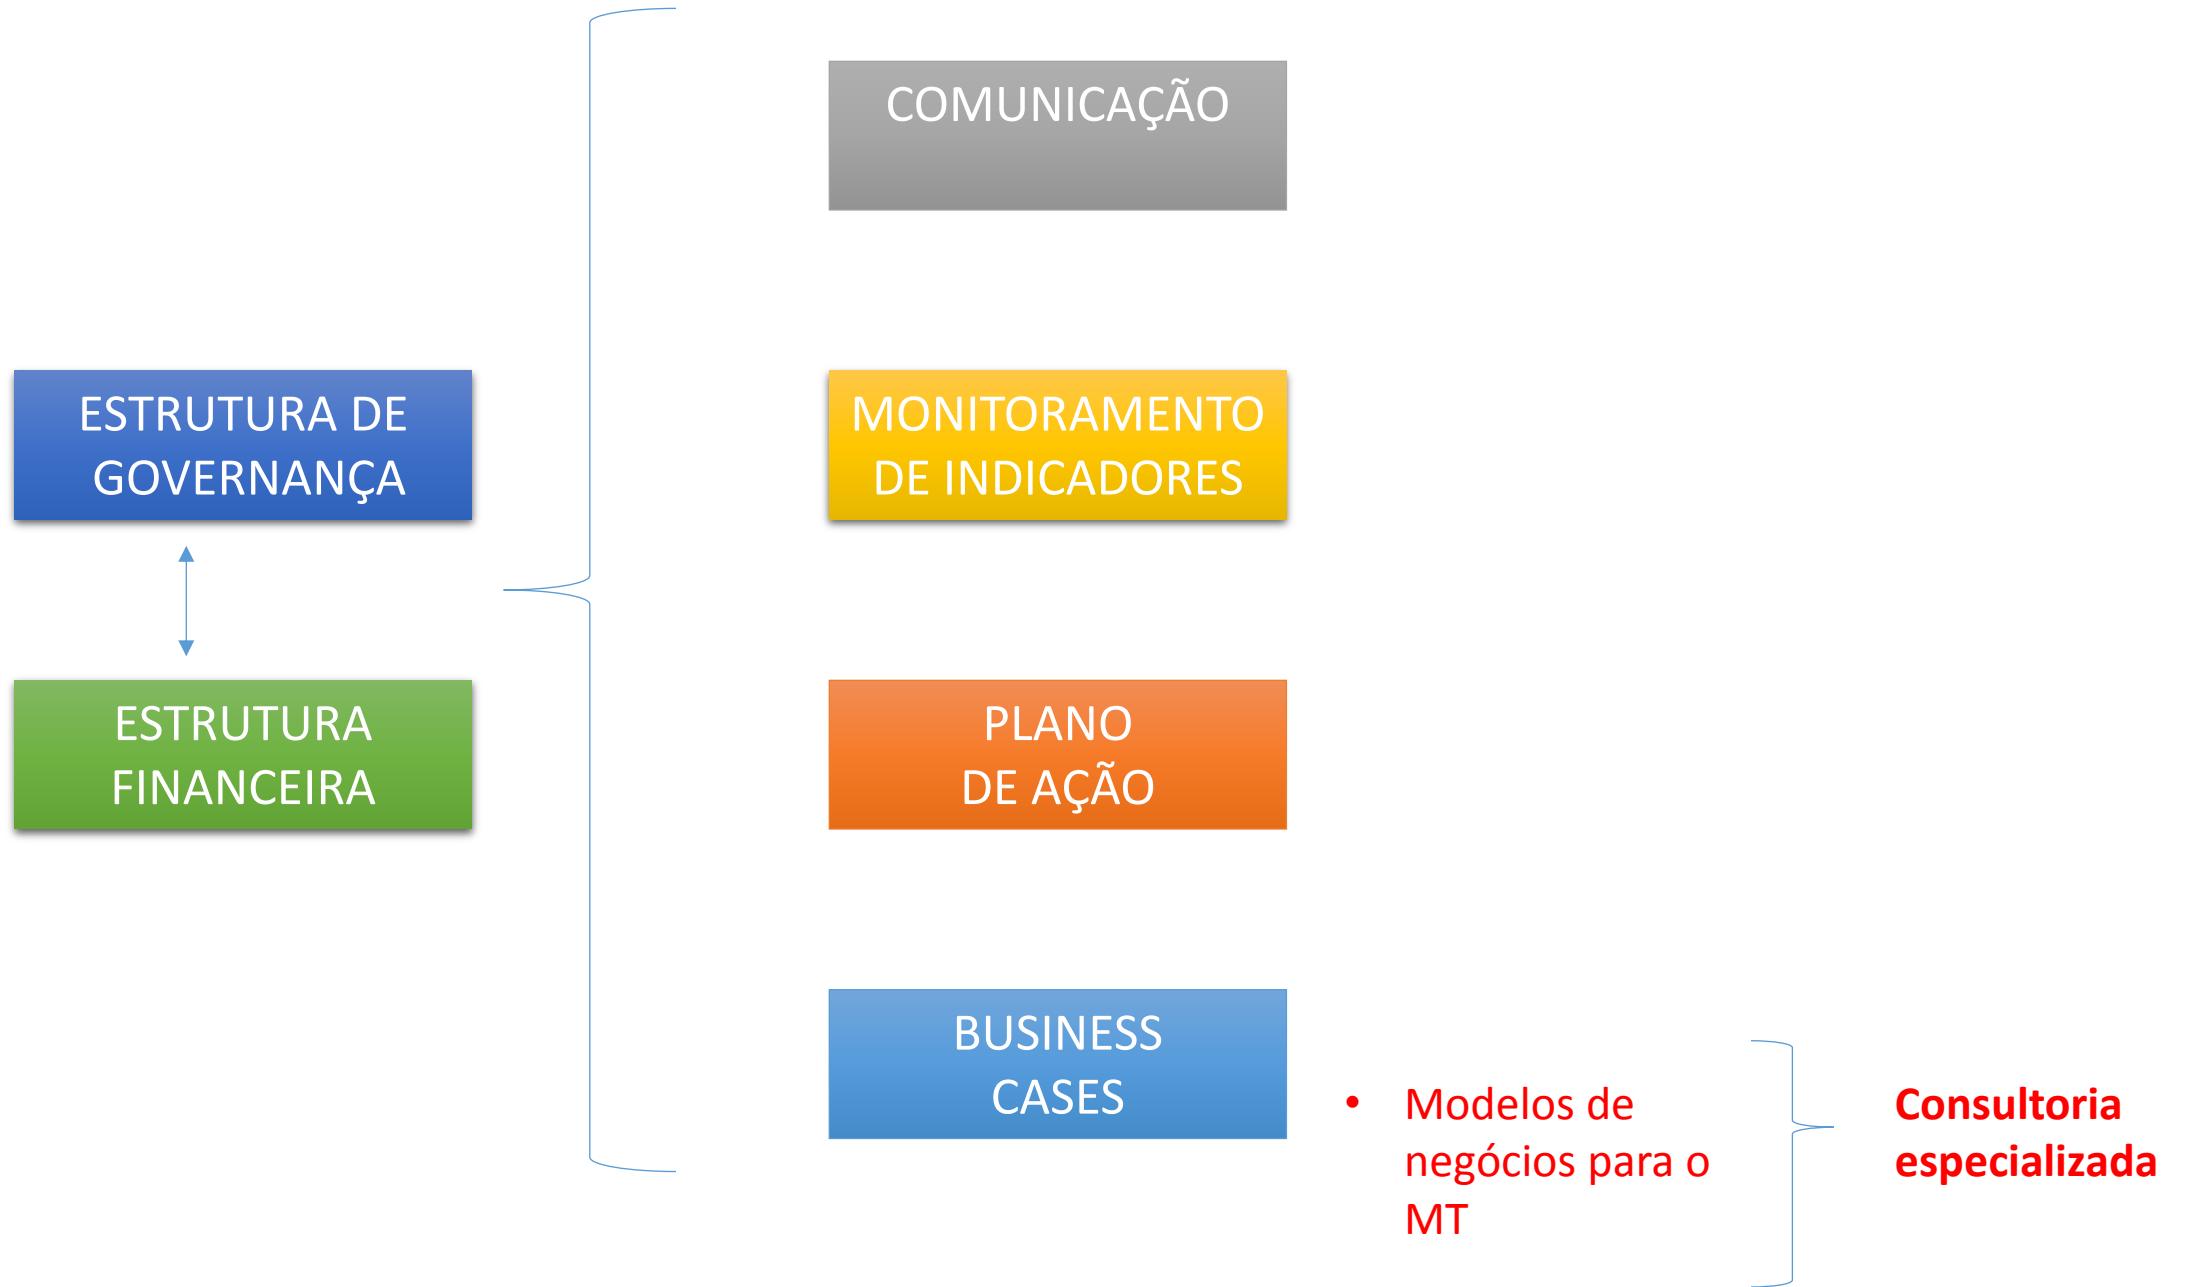 COMUNICAÇÃO
ESTRUTURA DE
GOVERNANÇA
MONITORAMENTO
DE INDICADORES
ESTRUTURA
FINANCEIRA
PLANO
DE AÇÃO
BUSINESS
CASES
• Modelos de
negócios para o
MT
Consultoria
especializada